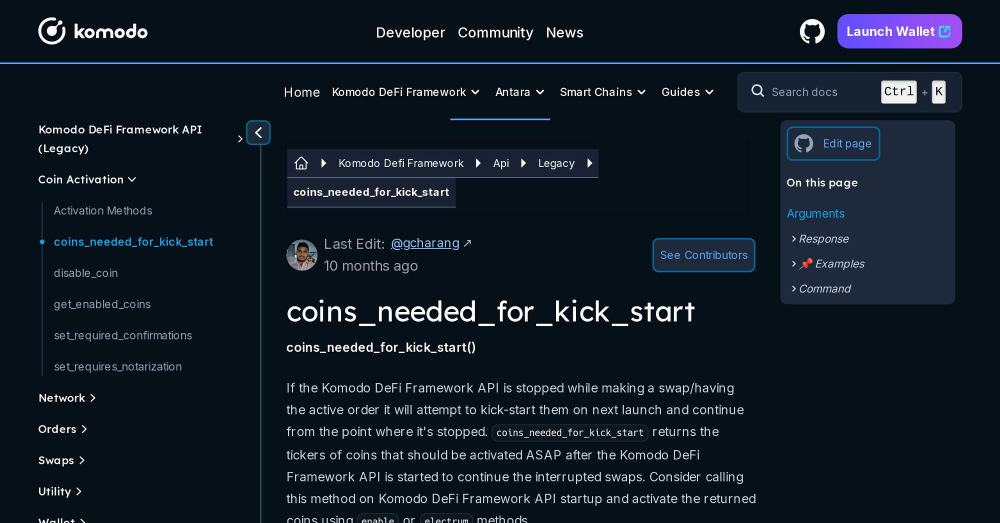 komodo
Developer Community News
Launch Wallet
Home Komodo DeFi Framework Antara Smart Chains Guides
Search docs Ctrl + K
Komodo DeFi Framework API
(Legacy)
Coin Activation
Activation Methods
coins_needed_for_kick_start
disable_coin
get_enabled_coins
set_required_confirmations
set_requires_notarization
Network
Orders
Swaps
Utility
Wallet
Komodo Defi Framework Api Legacy
coins_needed_for_kick_start
Last Edit: @gcharang ↗
10 months ago
See Contributors
coins_needed_for_kick_start
coins_needed_for_kick_start()
If the Komodo DeFi Framework API is stopped while making a swap/having
the active order it will attempt to kick-start them on next launch and continue
from the point where it's stopped. coins_needed_for_kick_start returns the
tickers of coins that should be activated ASAP after the Komodo DeFi
Framework API is started to continue the interrupted swaps. Consider calling
this method on Komodo DeFi Framework API startup and activate the returned
coins using enable or electrum methods.
Edit page
On this page
Arguments
Response
📌 Examples
Command